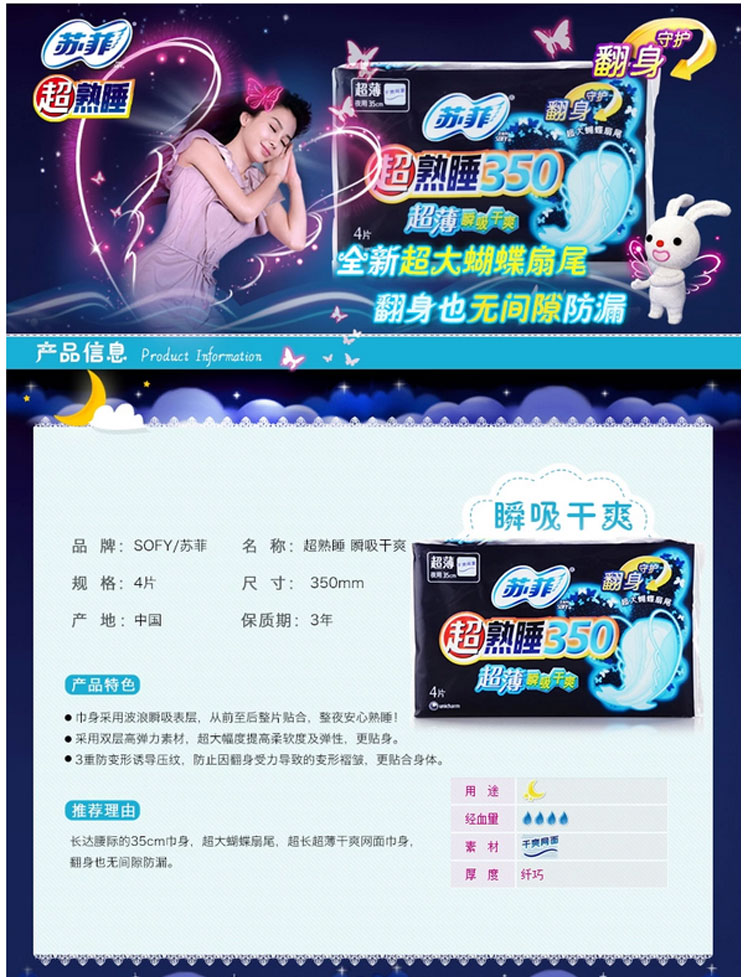 苏·菲
超熟睡
守护
翻身
超薄
夜用35cm
干爽网面
苏·菲
SOFY
守护
翻身
超大蝴蝶扇尾
超熟睡350
超薄瞬吸干爽
4片
全新超大蝴蝶扇尾
翻身也无间隙防漏
产品信息 Product Information
瞬吸干爽
品 牌：SOFY/苏菲 名 称：超熟睡 瞬吸干爽
规 格：4片 尺 寸： 350mm
产 地：中国 保质期：3年
超薄
夜用35cm
干爽网面
苏·菲
SOFY
守护
翻身
超大蝴蝶扇尾
超熟睡350
超薄瞬吸干爽
4片
unicharm
产品特色
● 巾身采用波浪瞬吸表层，从前至后整片贴合，整夜安心熟睡！
● 采用双层高弹力素材，超大幅度提高柔软度及弹性，更贴身。
● 3重防变形诱导压纹，防止因翻身受力导致的变形褶皱，更贴合身体。
推荐理由
长达腰际的35cm巾身，超大蝴蝶扇尾，超长超薄干爽网面巾身，
翻身也无间隙防漏。
用 途
经血量
素 材 干爽网面
厚 度 纤巧